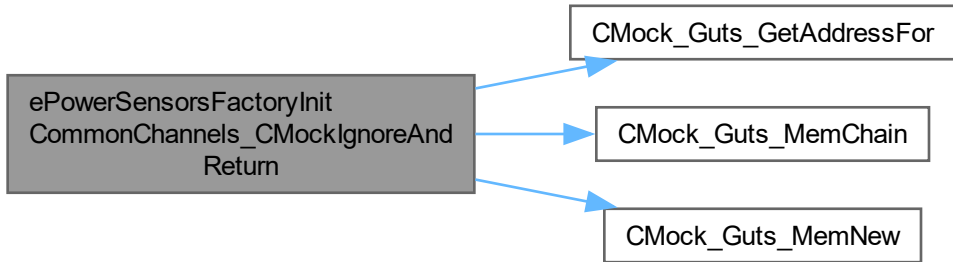 ePowerSensorsFactoryInit
CommonChannels_CMockIgnoreAnd
Return
CMock_Guts_GetAddressFor
CMock_Guts_MemChain
CMock_Guts_MemNew